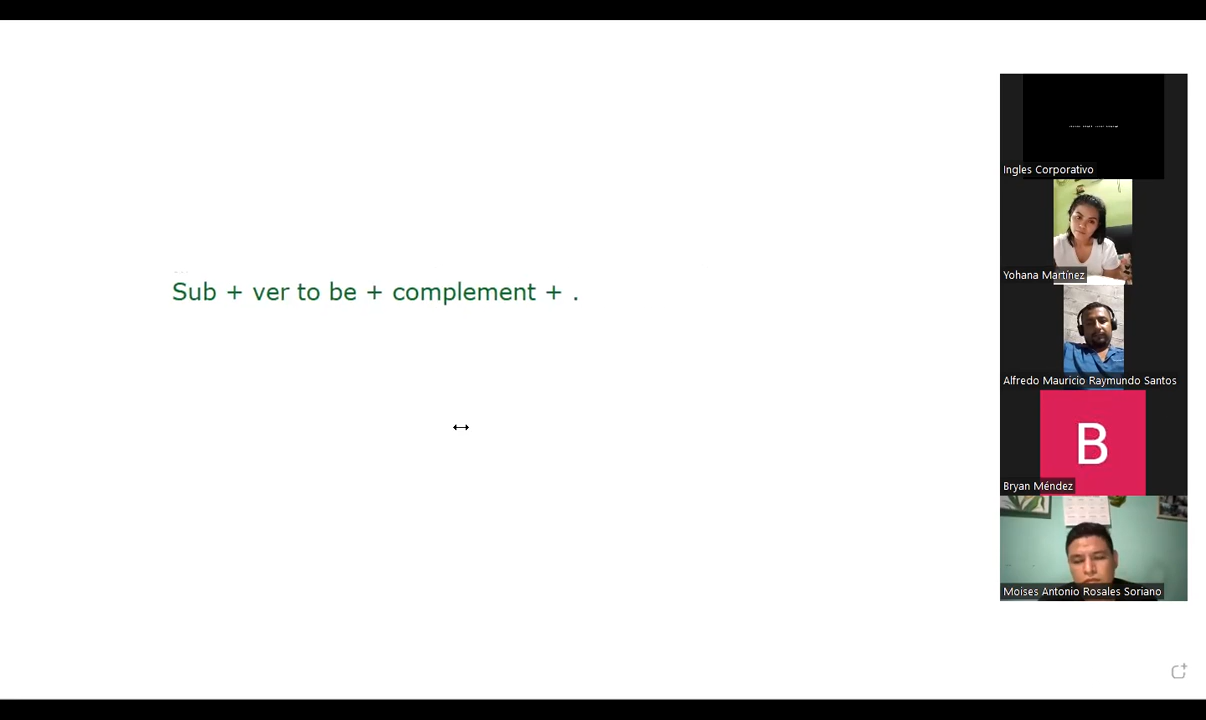 Sub + ver to be + complement + .
Ingles Corporativo
Yohana Martínez
Alfredo Mauricio Raymundo Santos
B
Bryan Méndez
Moises Antonio Rosales Soriano